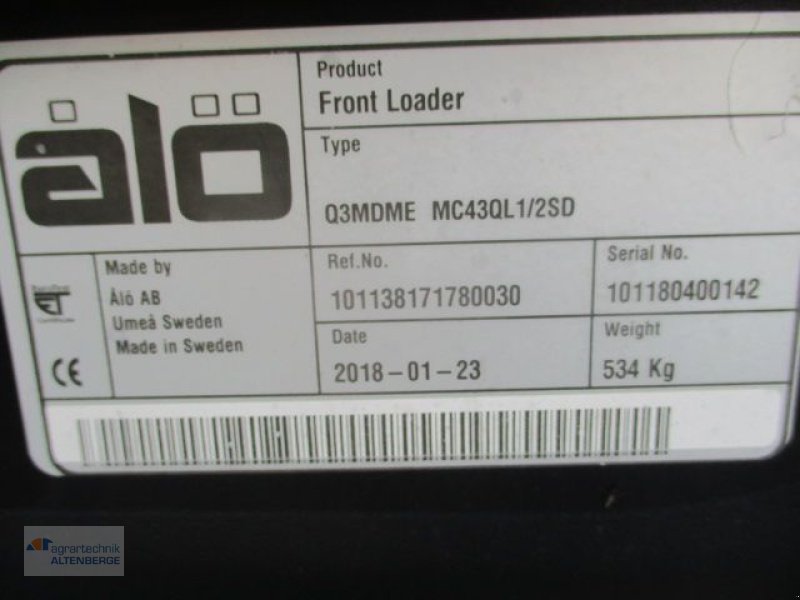 ålö
Product
Front Loader
Type
Q3MDME MC43QL1/2SD
Made by
Ålö AB
Umeå Sweden
Made in Sweden
CE
Ref.No.
101138171780030
Serial No.
101180400142
Date
2018-01-23
Weight
534 Kg
agrartechnik
ALTENBERGE